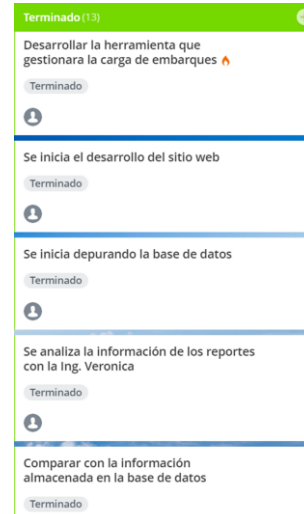 Terminado (13)
Desarrollar la herramienta que
gestionara la carga de embarques
Terminado
Se inicia el desarrollo del sitio web
Terminado
Se inicia depurando la base de datos
Terminado
Se analiza la información de los reportes
con la Ing. Veronica
Terminado
Comparar con la información
almacenada en la base de datos
Terminado